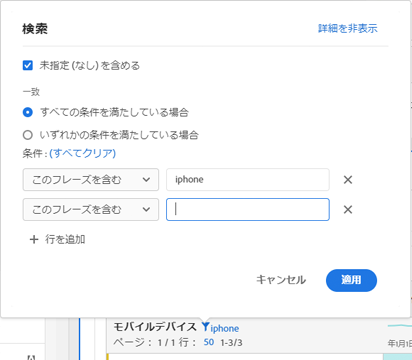 検索
詳細を非表示
未指定 (なし) を含める
一致
すべての条件を満たしている場合
いずれかの条件を満たしている場合
条件 : (すべてクリア)
このフレーズを含む iphone
このフレーズを含む
行を追加
キャンセル 適用
モバイルデバイス iphone
ページ : 1 / 1 行 : 50 1-3/3